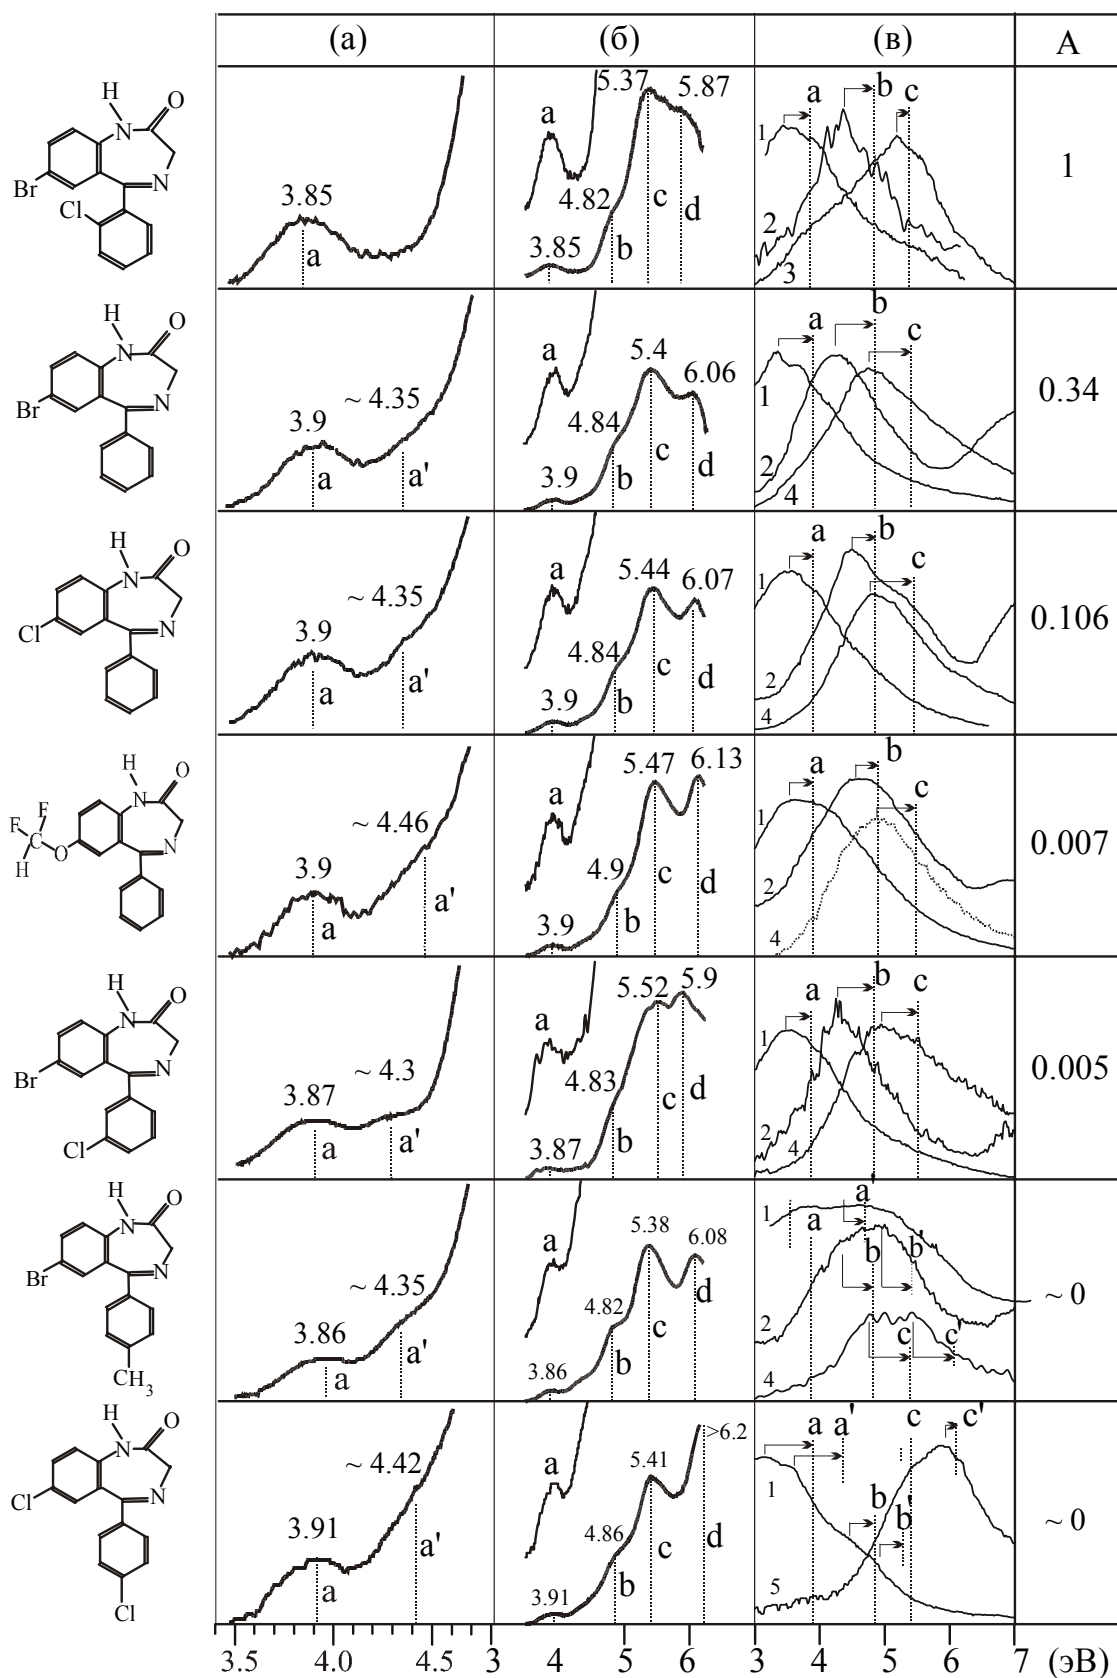 (а) (б) (в) А
H O N N Br Cl
3.85 a
a 5.37 5.87 4.82 3.85 b c d
a b c 1 2 3
1
H O N N Br
3.9 ~ 4.35 a a'
a 5.4 6.06 4.84 3.9 b c d
a b c 1 2 4
0.34
H O N N Cl
3.9 ~ 4.35 a a'
a 5.44 6.07 4.84 3.9 b c d
a b c 1 2 4
0.106
H O N N F F H O
3.9 ~ 4.46 a a'
a 5.47 6.13 4.9 3.9 b c d
a b c 1 2 4
0.007
H O N N Br Cl
3.87 ~ 4.3 a a'
a 5.52 5.9 4.83 3.87 b c d
a b c 1 2 4
0.005
H O N N Br CH3
3.86 ~ 4.35 a a'
a 5.38 6.08 4.82 3.86 b c d
a a' b b' c c' 1 2 4
~ 0
H O N N Cl Cl
3.91 ~ 4.42 a a'
a 5.41 >6.2 4.86 3.91 b c d
a a' c c' b b' 1 5
~ 0
3.5 4.0 4.5 3 4 5 6 3 4 5 6 7 (эВ)